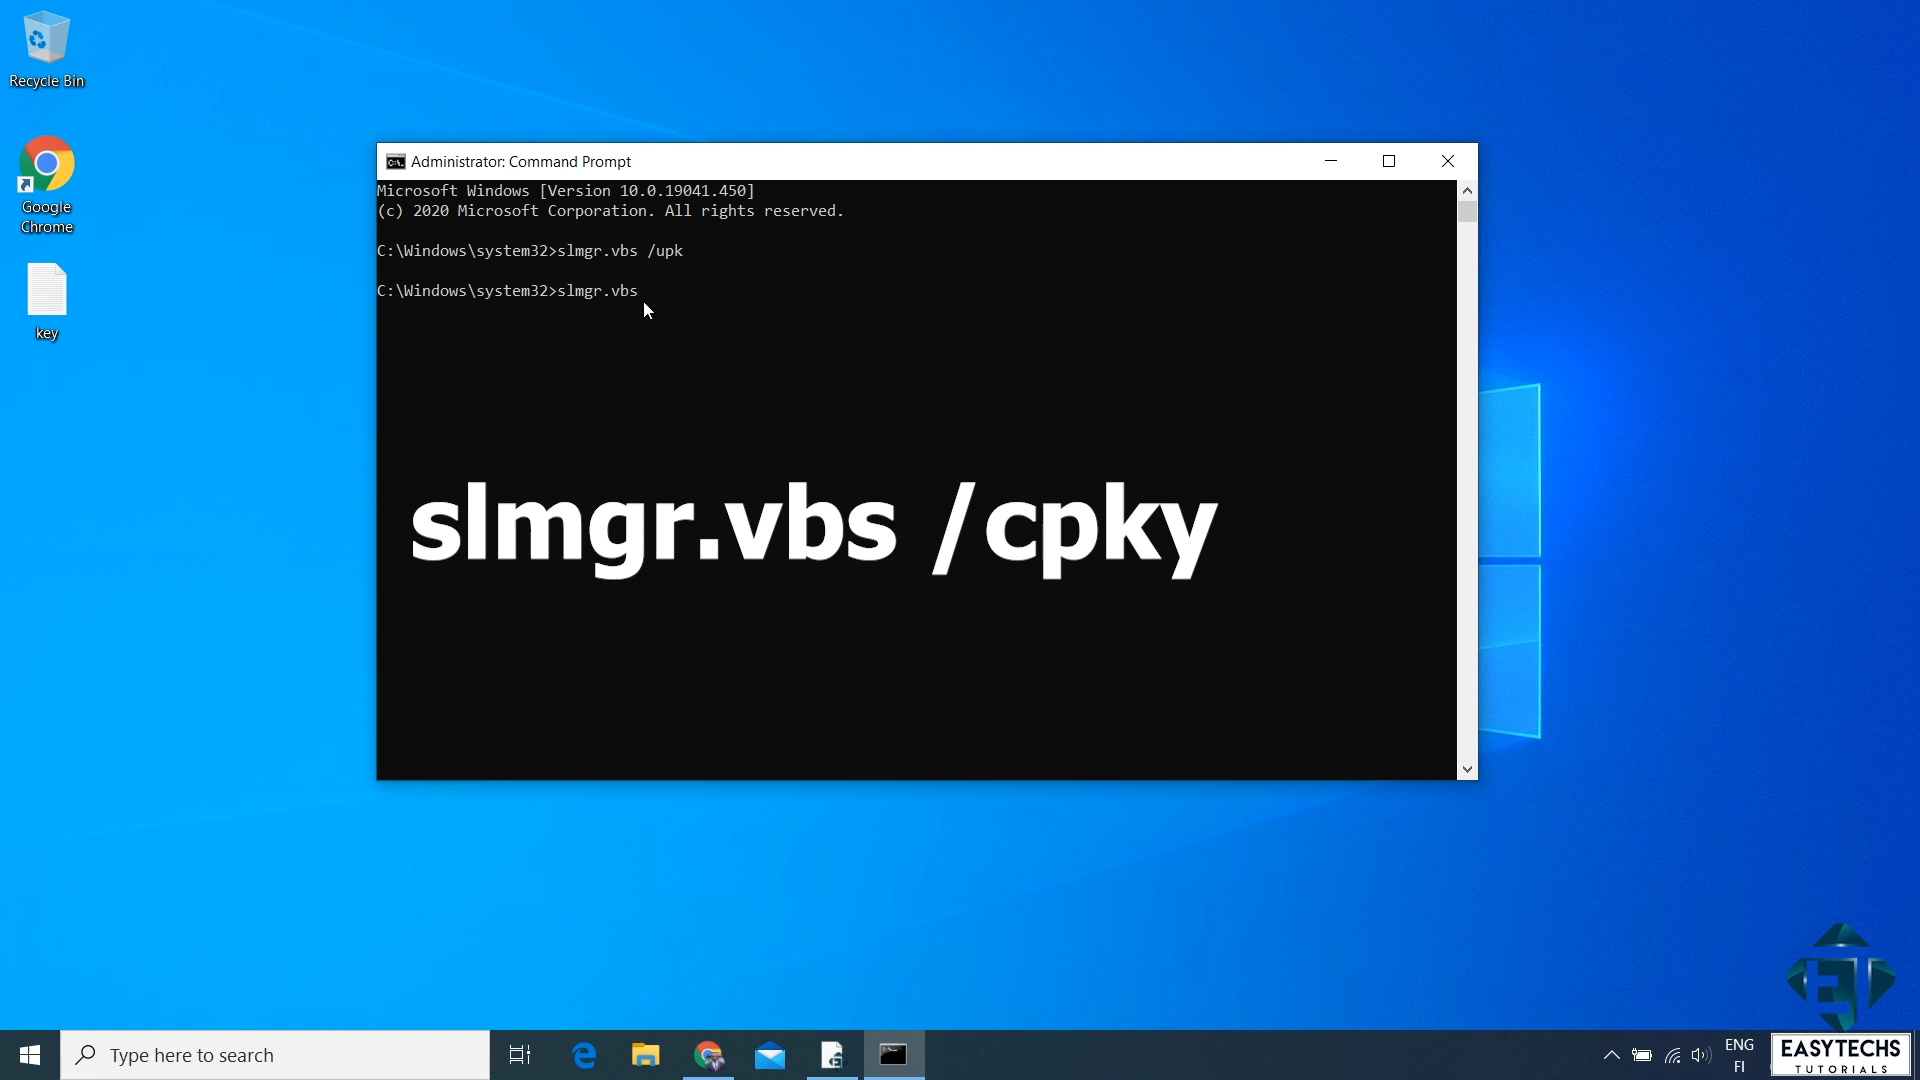 Recycle Bin
Google
Chrome
key
Administrator: Command Prompt
Microsoft Windows [Version 10.0.19041.450]
(c) 2020 Microsoft Corporation. All rights reserved.
C:\Windows\system32>slmgr.vbs /upk
C:\Windows\system32>slmgr.vbs
slmgr.vbs /cpky
Type here to search
ENG
FI
EASYTECHS
TUTORIALS